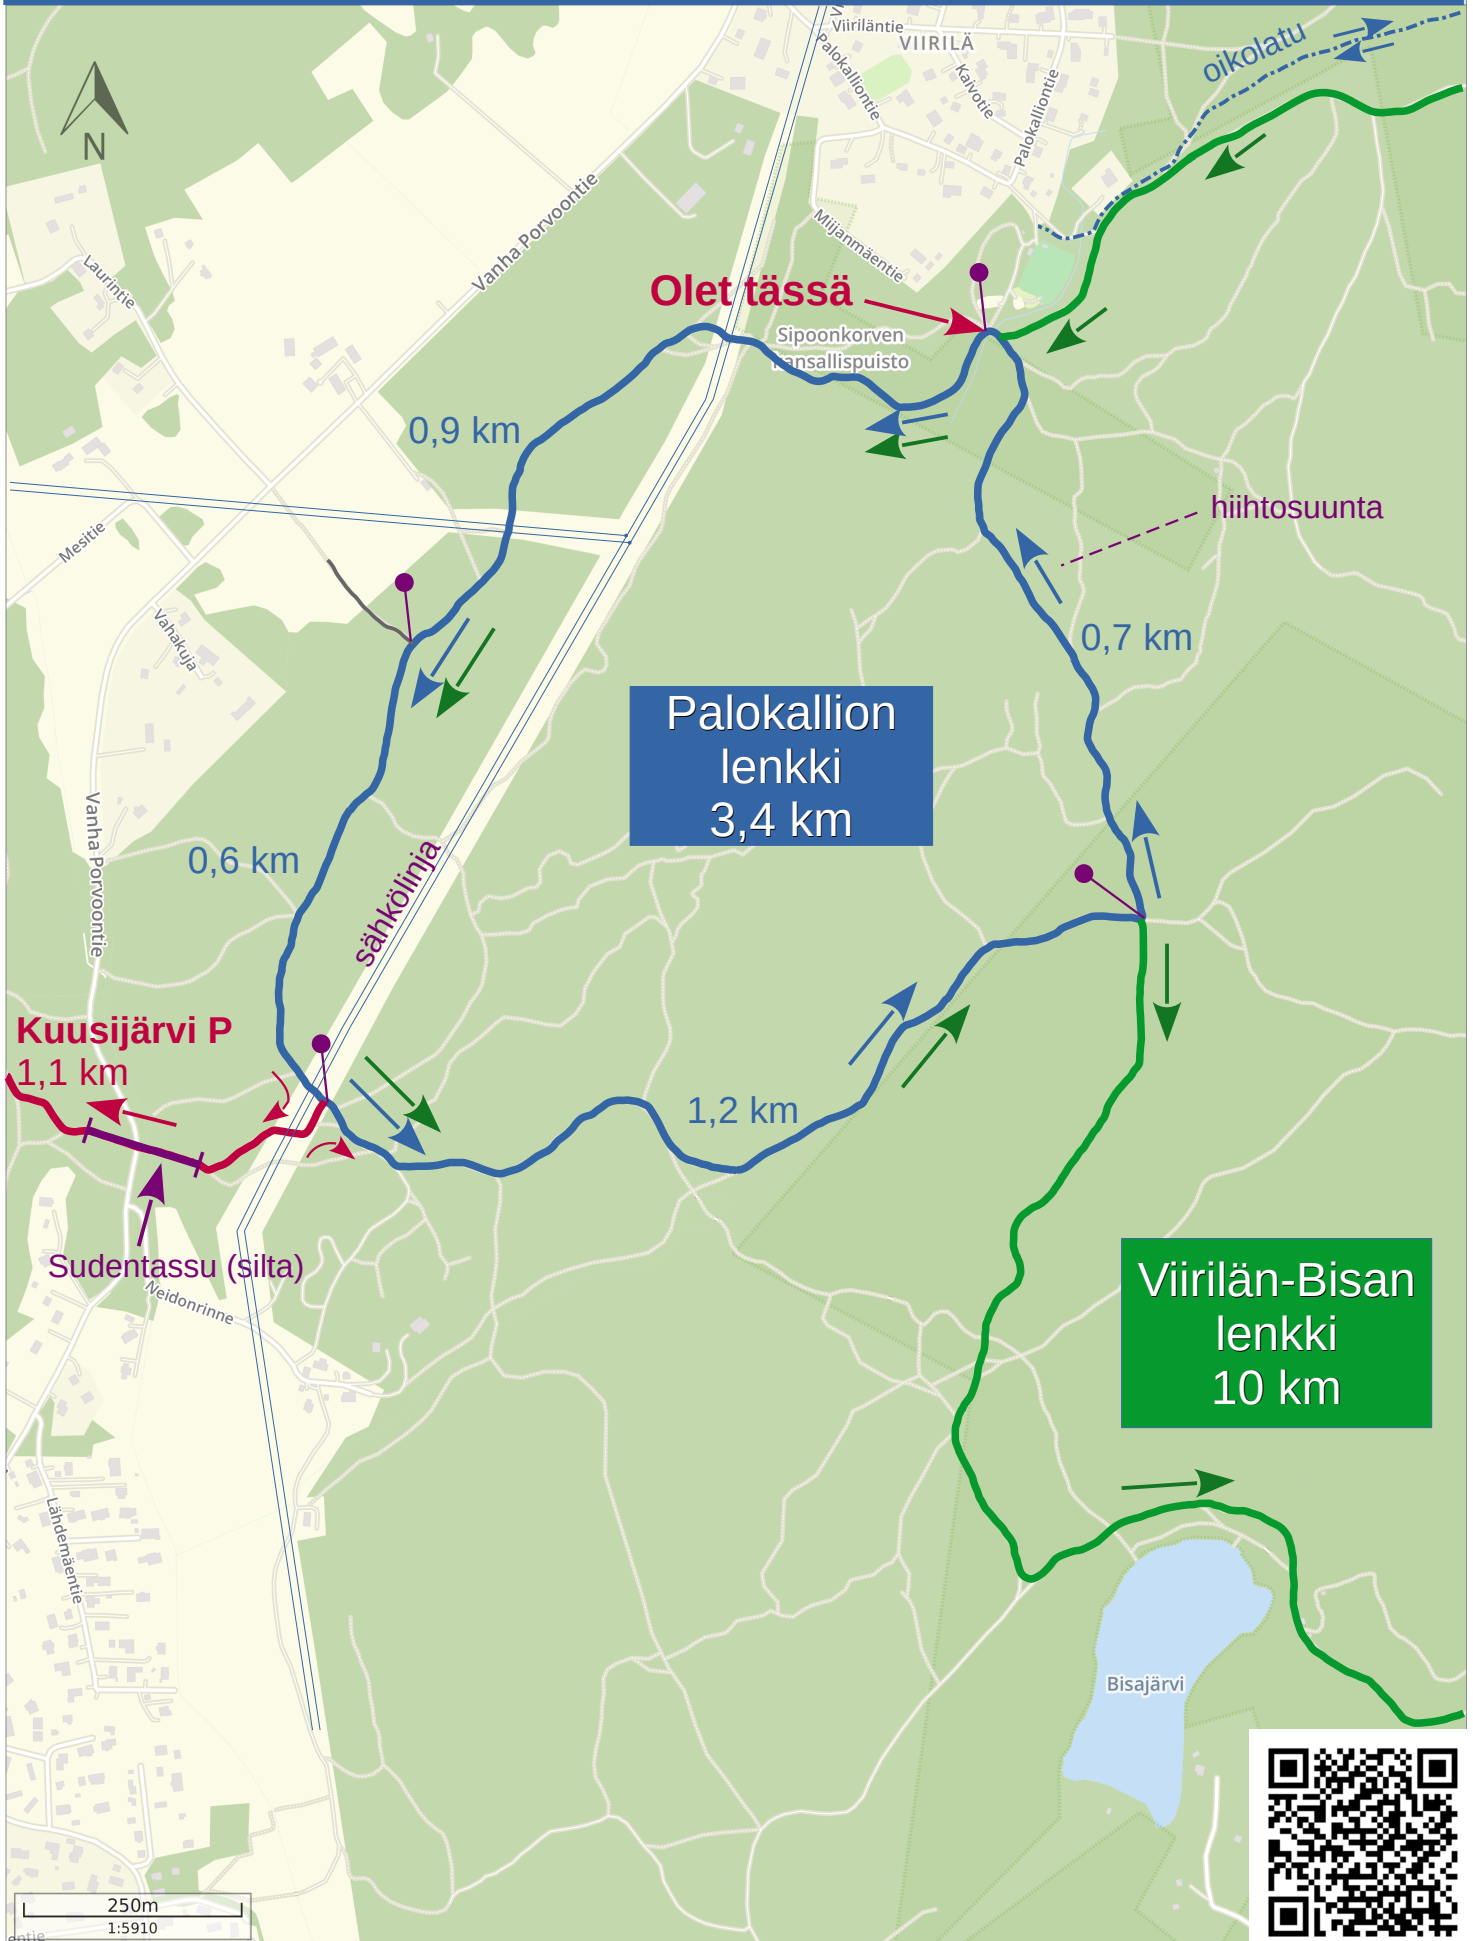 Viiriläntie
VIIRILÄ
oikolatu
Palokalliontie
Kaivotie
Palokalliontie
N
Vanha Porvoontie
Miijanmäentie
Laurintie
Olet tässä
Sipoonkorven
kansallispuisto
0,9 km
hiihtosuunta
Mesitie
Vahakuja
0,7 km
Palokallion
lenkki
3,4 km
Vanha Porvoontie
0,6 km
sähkölinja
Kuusijärvi P
1,1 km
1,2 km
Sudentassu (silta)
Neidonrinne
Viirilän-Bisan
lenkki
10 km
Lähdemäentie
Bisajärvi
250m
1:5910